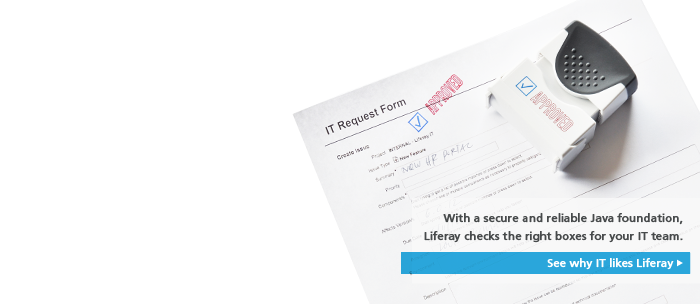 IT Request Form
APPROVED
APPROVED
Create Issue
Project INTERNAL - Liferay IT
Issue Type New Feature
Summary New HR Portlet
Priority
Components
Affects Version
Due
Description
With a secure and reliable Java foundation,
Liferay checks the right boxes for your IT team.
See why IT likes Liferay